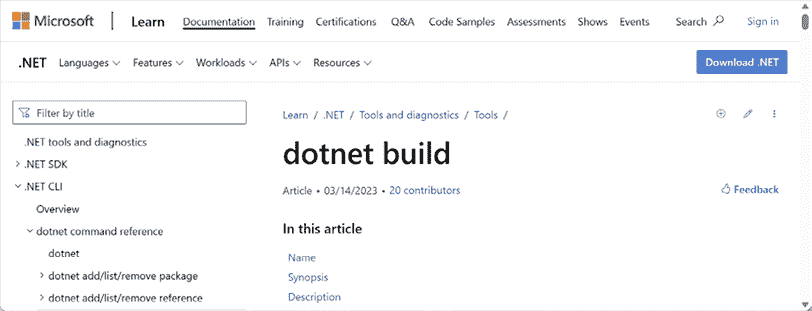 Microsoft Learn Documentation Training Certifications Q&A Code Samples Assessments Shows Events Search Sign in
.NET Languages Features Workloads APIs Resources Download .NET
Filter by title
.NET tools and diagnostics
.NET SDK
.NET CLI
Overview
dotnet command reference
dotnet
dotnet add/list/remove package
dotnet add/list/remove reference
Learn / .NET / Tools and diagnostics / Tools /
dotnet build
Article • 03/14/2023 • 20 contributors
Feedback
In this article
Name
Synopsis
Description